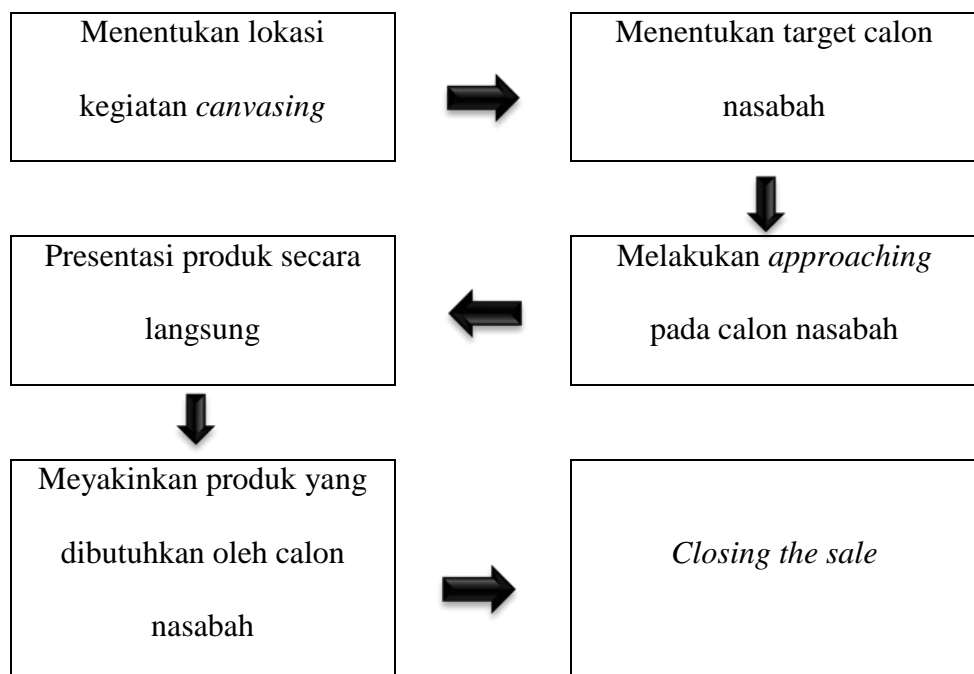 Menentukan lokasi
kegiatan canvasing
Menentukan target calon
nasabah
Melakukan approaching
pada calon nasabah
Presentasi produk secara
langsung
Meyakinkan produk yang
dibutuhkan oleh calon
nasabah
Closing the sale